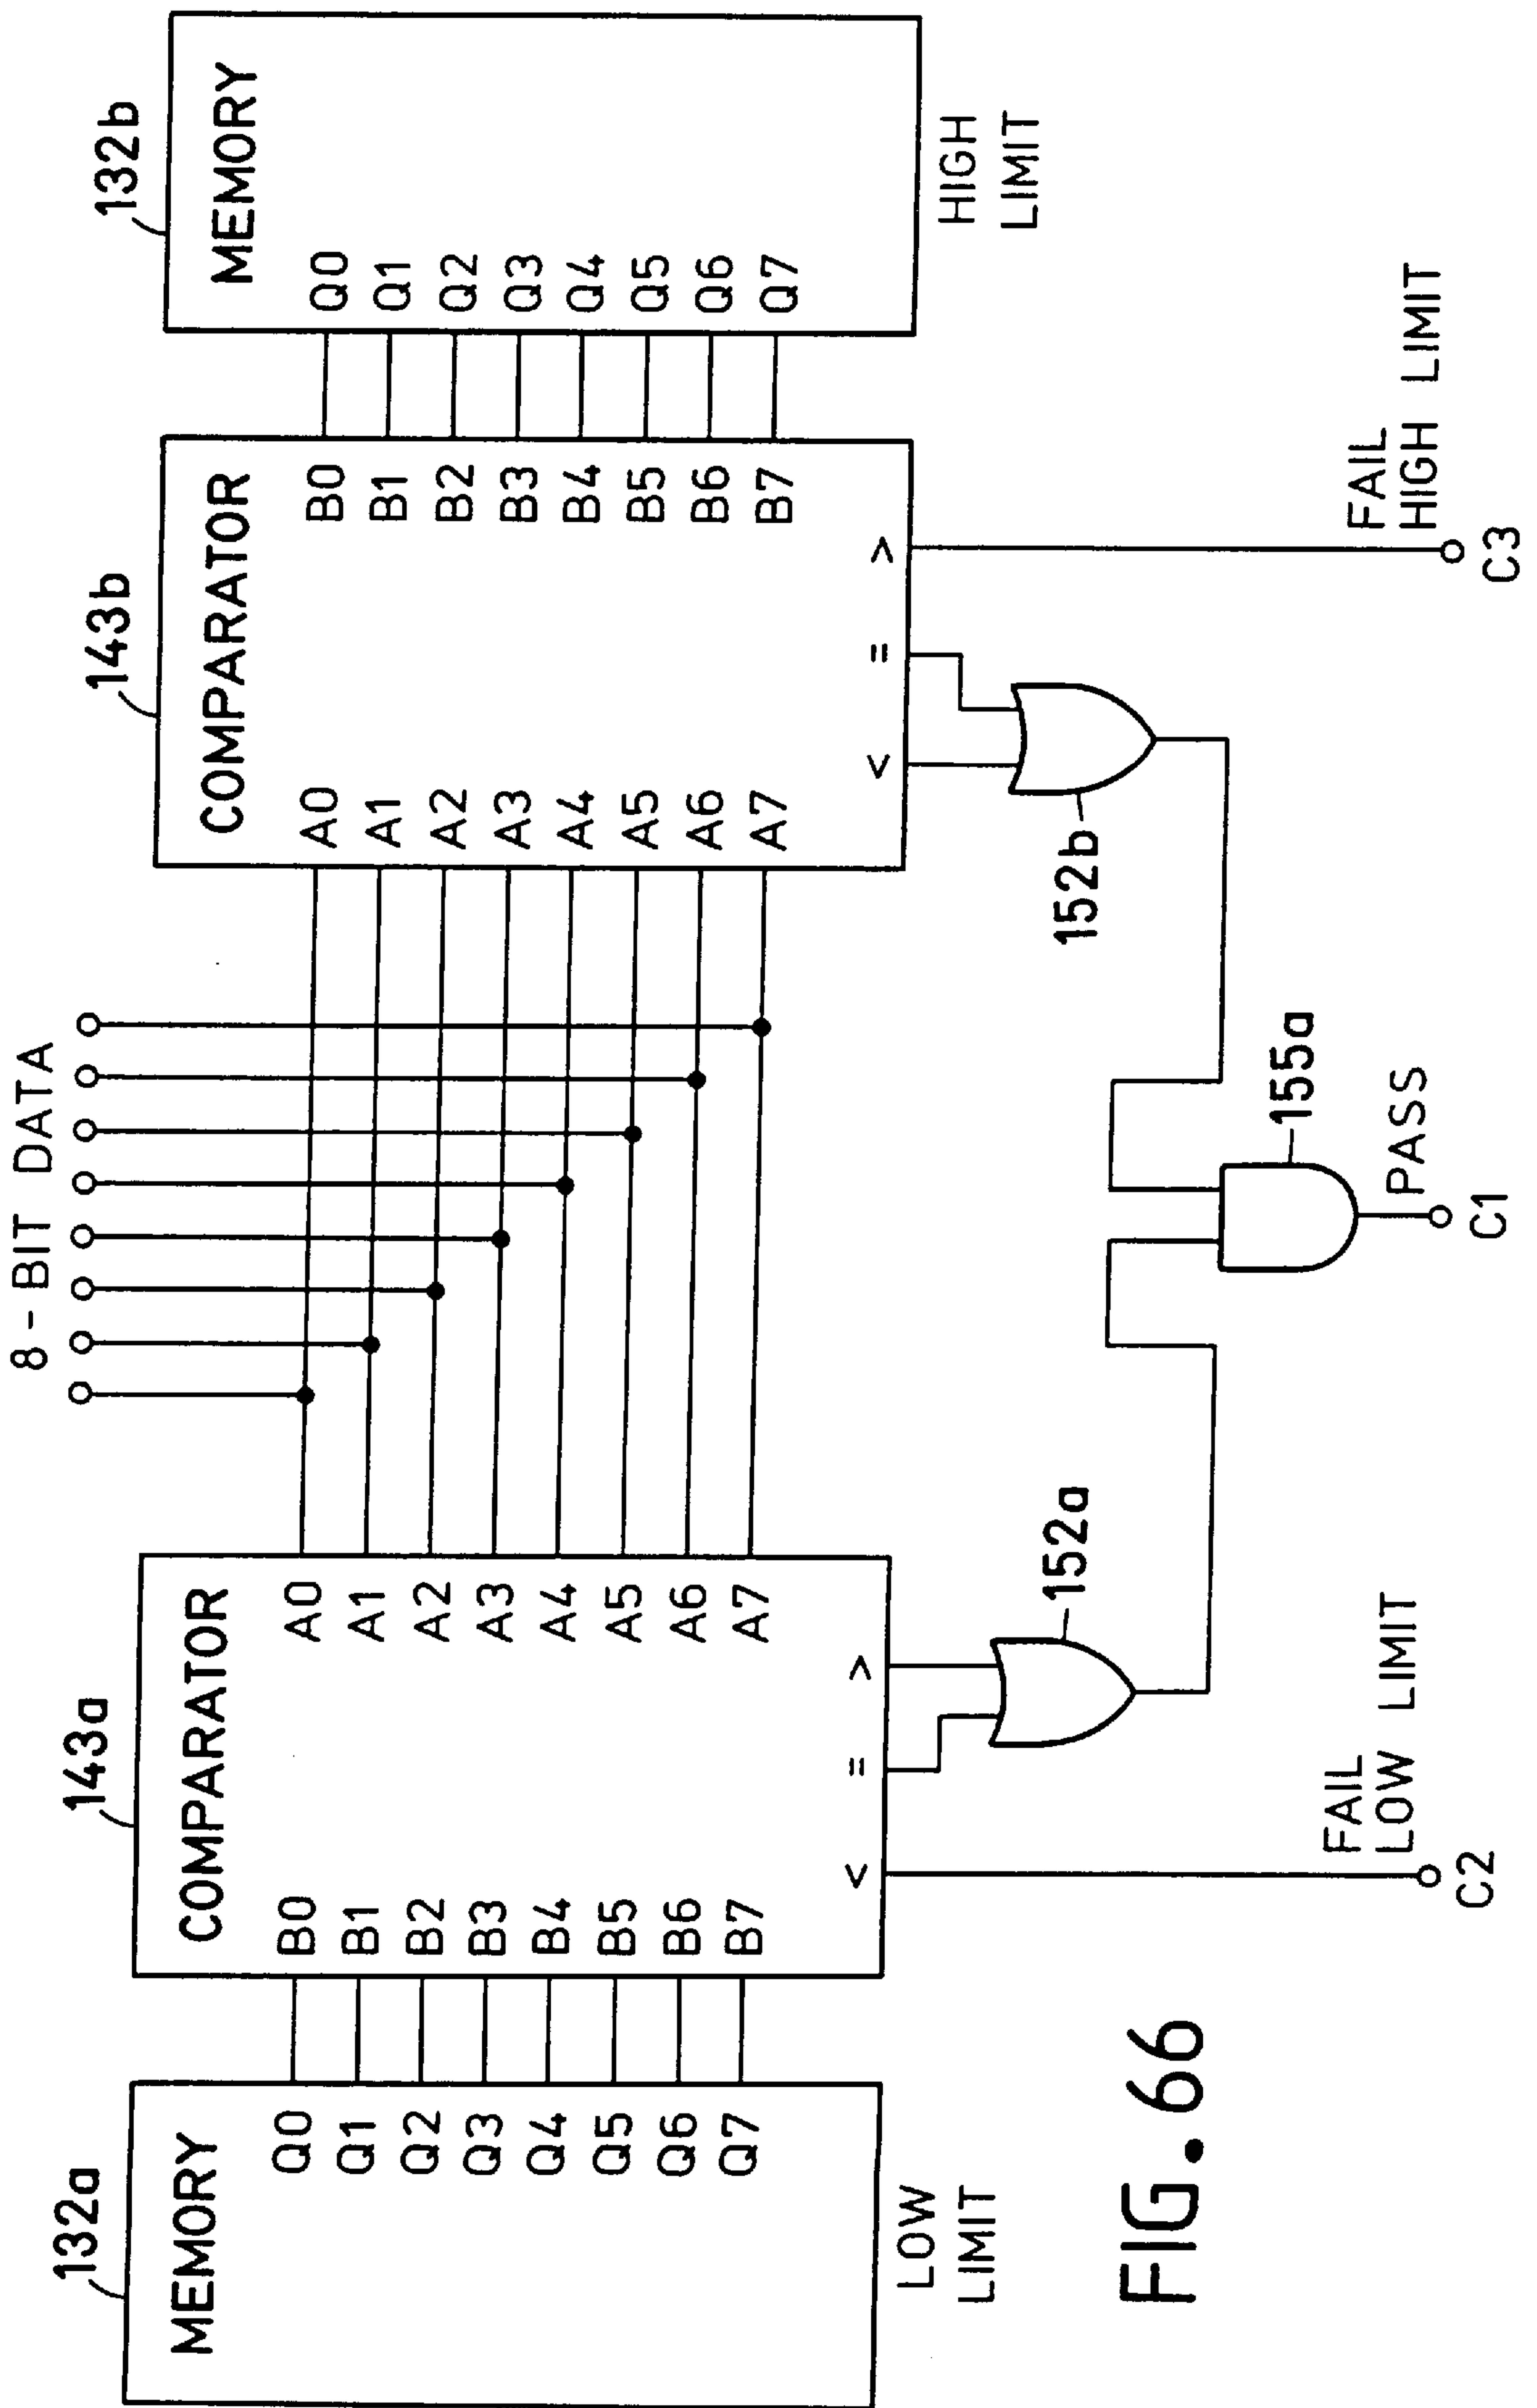 8-BIT DATA
132a
143a
143b
132b
MEMORY
COMPARATOR
COMPARATOR
MEMORY
Q0
Q1
Q2
Q3
Q4
Q5
Q6
Q7
B0
B1
B2
B3
B4
B5
B6
B7
A0
A1
A2
A3
A4
A5
A6
A7
< = >
A0
A1
A2
A3
A4
A5
A6
A7
B0
B1
B2
B3
B4
B5
B6
B7
< = >
Q0
Q1
Q2
Q3
Q4
Q5
Q6
Q7
LOW
LIMIT
HIGH
LIMIT
152a
152b
155a
FAIL
LOW LIMIT
C2
PASS
C1
FAIL
HIGH LIMIT
C3
FIG. 66